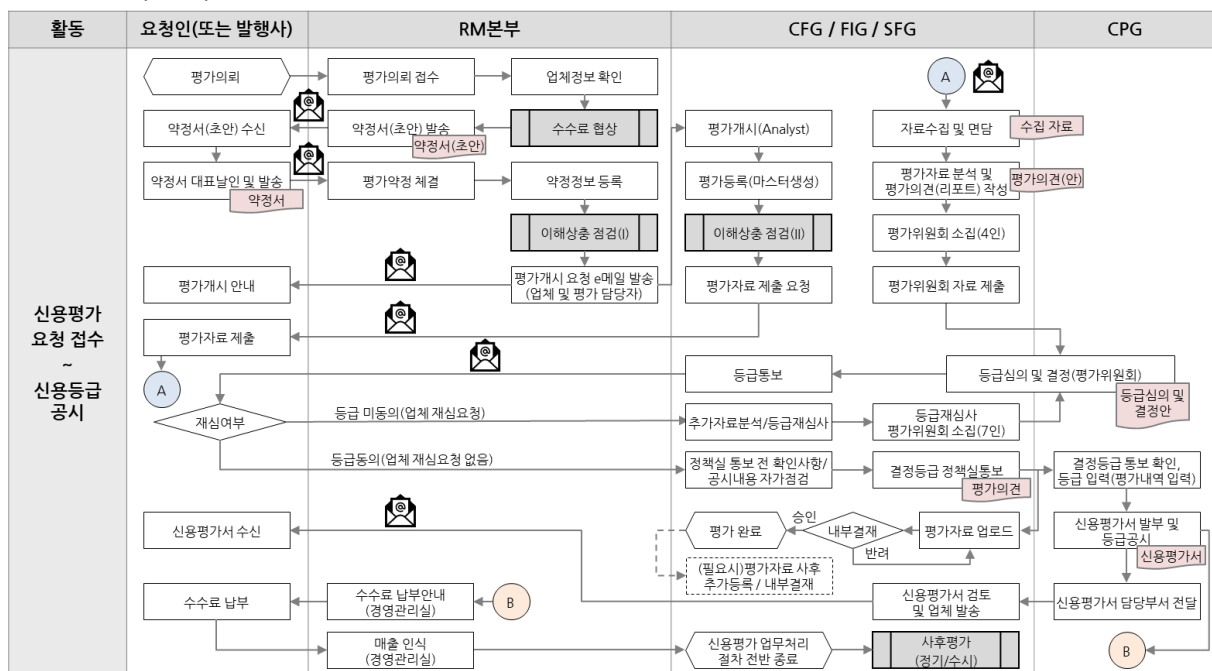 활동
요청인(또는 발행사)
RM본부
CFG / FIG / SFG
CPG
신용평가
요청 접수
~
신용등급
공시
평가의뢰
평가의뢰 접수
업체정보 확인
A
약정서(초안) 수신
약정서(초안) 발송
약정서(초안)
수수료 협상
평가개시(Analyst)
자료수집 및 면담
수집 자료
약정서 대표날인 및 발송
약정서
평가약정 체결
약정정보 등록
평가등록(마스터생성)
평가자료 분석 및
평가의견(리포트) 작성
평가의견(안)
이해상충 점검(I)
이해상충 점검(II)
평가위원회 소집(4인)
평가개시 안내
평가개시 요청 e메일 발송
(업체 및 평가 담당자)
평가자료 제출 요청
평가위원회 자료 제출
평가자료 제출
A
등급통보
등급심의 및 결정(평가위원회)
등급심의 및
결정안
재심여부
등급 미동의(업체 재심요청)
추가자료분석/등급재심사
등급재심사
평가위원회 소집(7인)
등급동의(업체 재심요청 없음)
정책실 통보 전 확인사항/
공시내용 자가점검
결정등급 정책실통보
평가의견
결정등급 통보 확인,
등급 입력(평가내역 입력)
신용평가서 수신
평가 완료
승인
내부결재
반려
평가자료 업로드
신용평가서 발부 및
등급공시
신용평가서
(필요시)평가자료 사후
추가등록 / 내부결재
수수료 납부
수수료 납부안내
(경영관리실)
B
신용평가서 검토
및 업체 발송
신용평가서 담당부서 전달
매출 인식
(경영관리실)
신용평가 업무처리
절차 전반 종료
사후평가
(정기/수시)
B